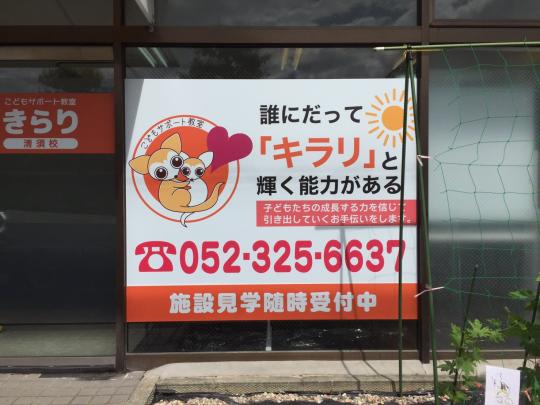 こどもサポート教室
きらり
清須校
こどもサポート教室
誰にだって
「キラリ」と
輝く能力がある
子どもたちの成長する力を信じて
引き出していくお手伝いをします。
☎052-325-6637
施設見学随時受付中